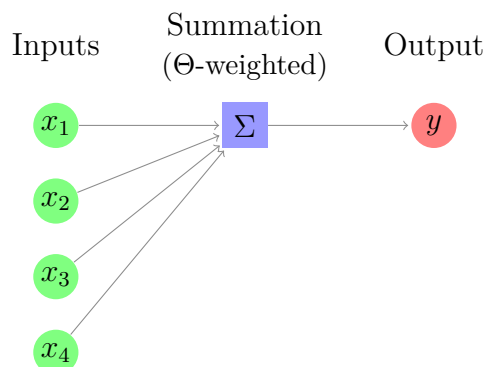 Inputs
Summation
(Θ-weighted)
Output
x₁
Σ
y
x₂
x₃
x₄